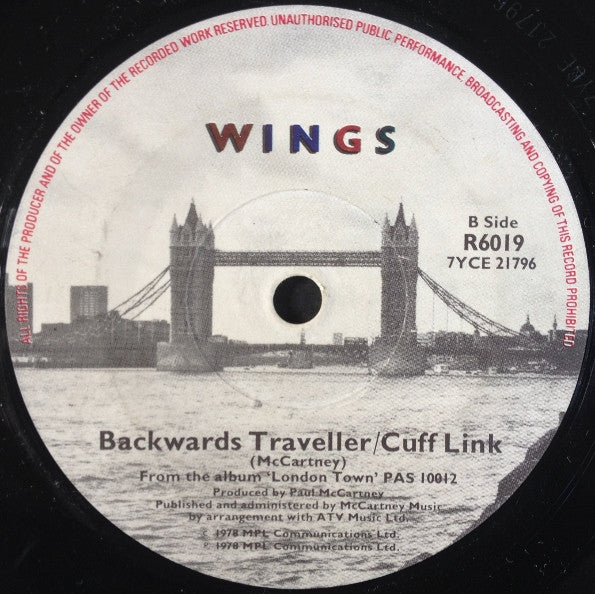 ALL RIGHTS OF THE PRODUCER AND OF THE OWNER OF THE RECORDED WORK RESERVED. UNAUTHORISED PUBLIC PERFORMANCE, BROADCASTING AND COPYING OF THIS RECORD PROHIBITED
WINGS
B Side
R6019
7YCE 21796
Backwards Traveller/Cuff Link
(McCartney)
From the album 'London Town' PAS 10012
Produced by Paul McCartney
Published and administered by McCartney Music
by arrangement with ATV Music Ltd.
© 1978 MPL Communications Ltd.
℗ 1978 MPL Communications Ltd.